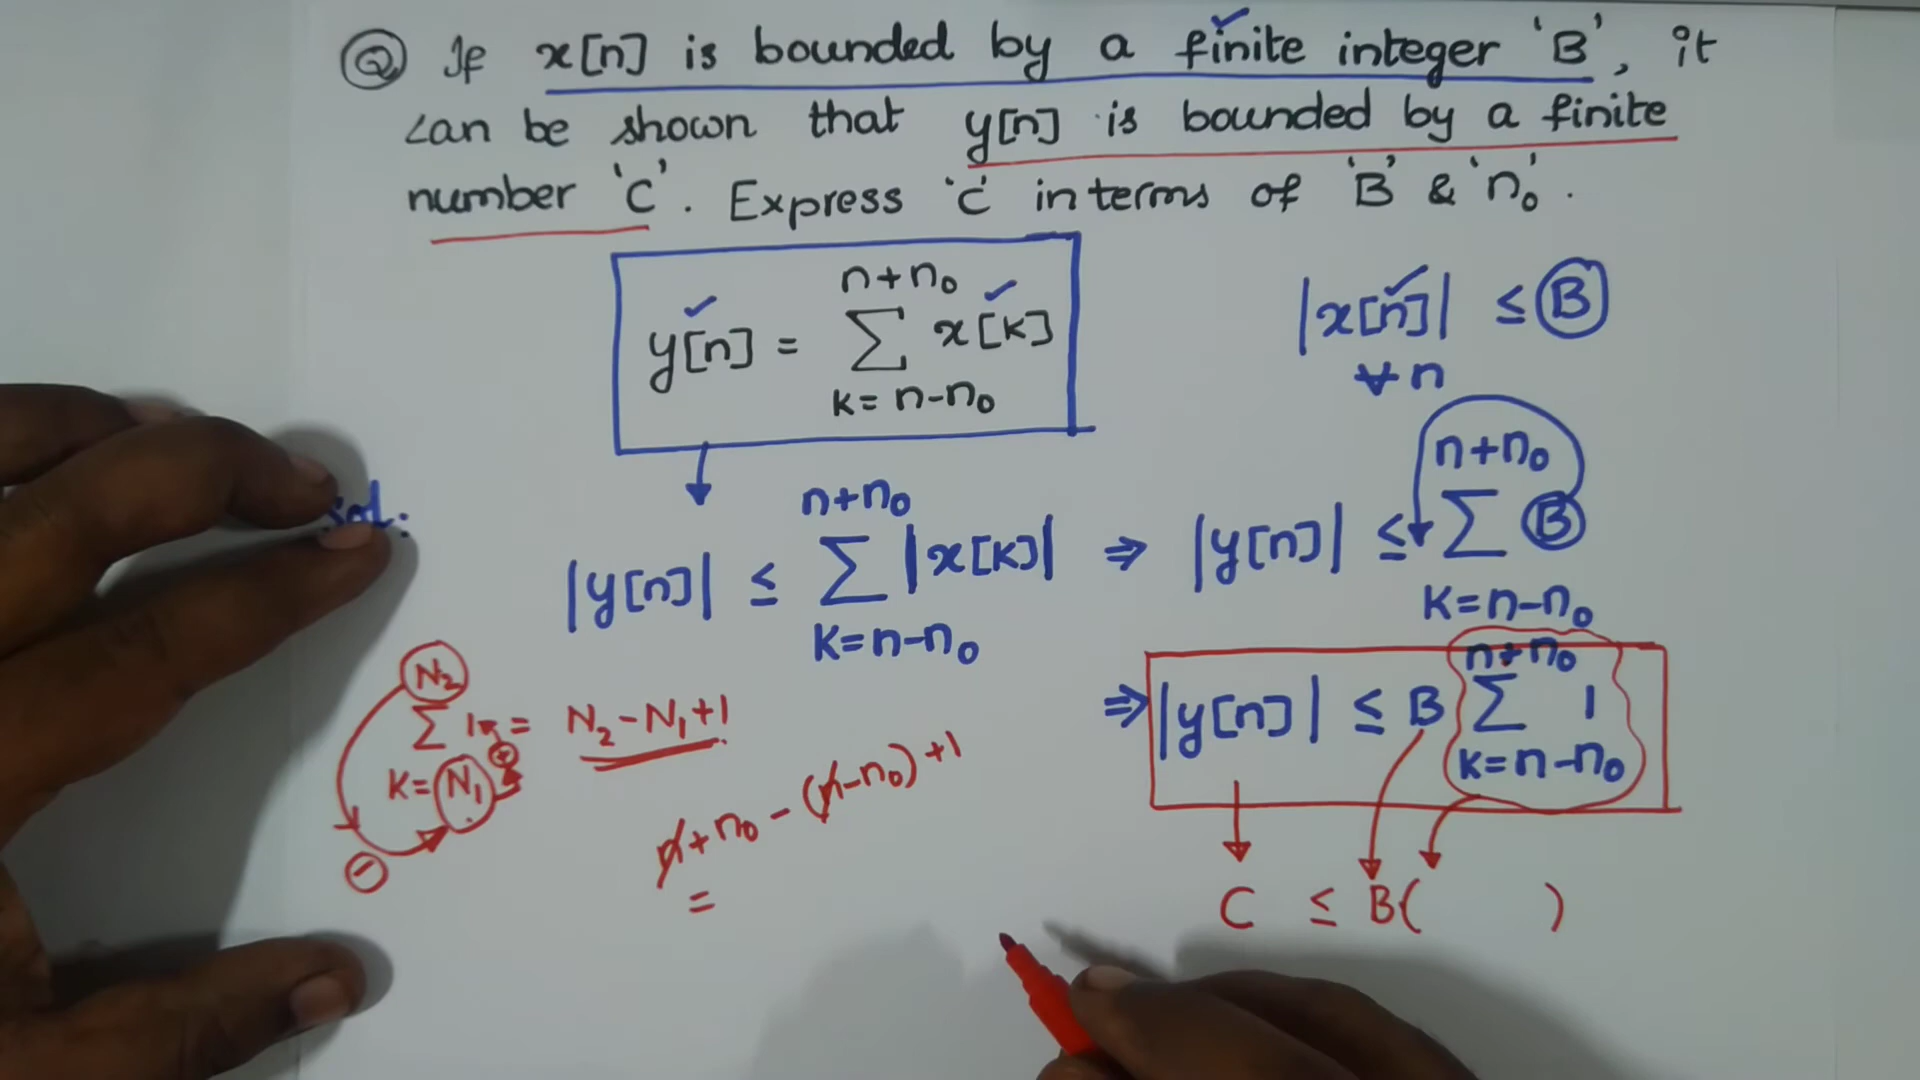 Q If x[n] is bounded by a finite integer 'B', it
can be shown that y[n] is bounded by a finite
number 'C'. Express 'C' in terms of 'B' & 'n₀'.
n+n₀
y[n] = ∑ x[k]
k= n-n₀
|x[n]| ≤ B
∀ n
Sol:
n+n₀
|y[n]| ≤ ∑ |x[k]|
K=n-n₀
n+n₀
⇒ |y[n]| ≤ ∑ B
K=n-n₀
n+n₀
⇒ |y[n]| ≤ B ∑ 1
K=n-n₀
N₂
∑ 1 = N₂-N₁+1
K= N₁
+
-
n+n₀-(n-n₀)+1
=
C ≤ B( )